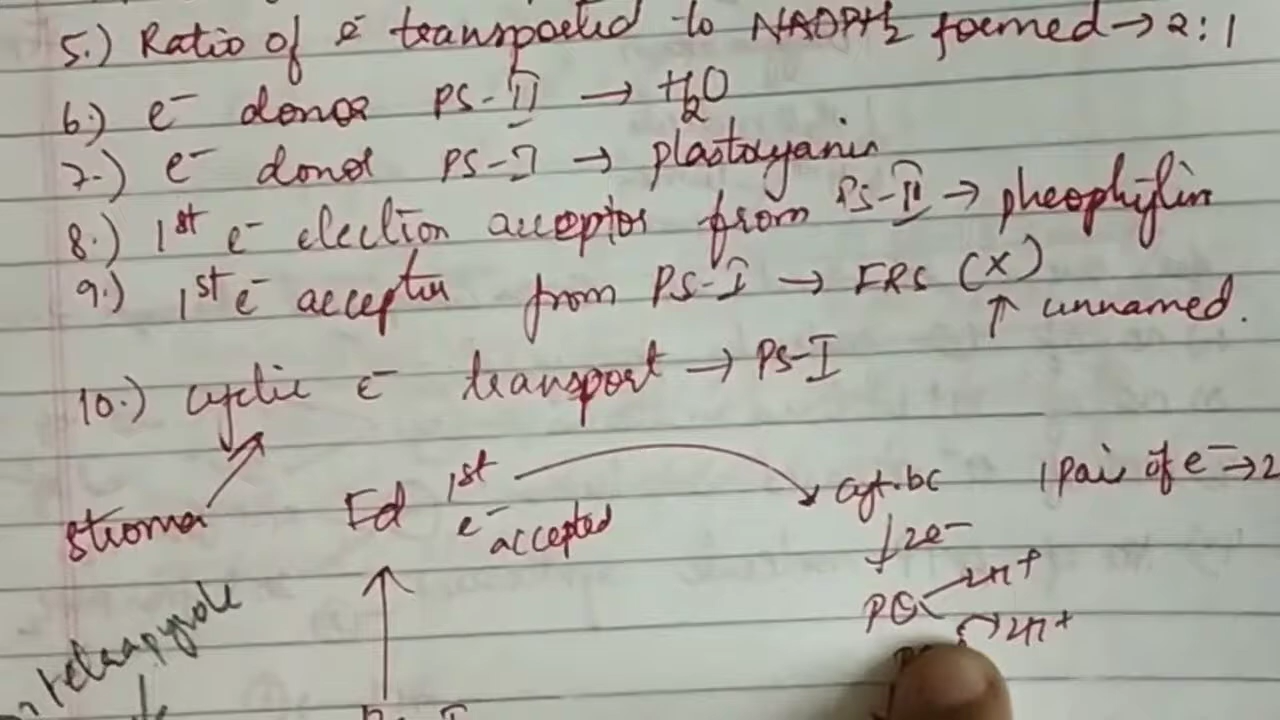 5.) Ratio of e⁻ transported to NADPH₂ formed → 2:1
6.) e⁻ donor PS-II → H₂O
7.) e⁻ donor PS-I → plastocyanin
8.) 1st e⁻ election acceptor from PS-II → pheophytin
9.) 1st e⁻ acceptor from PS-I → FRS (X)
↑ unnamed.
10.) cyclic e⁻ transport → PS-I
stroma Fd 1st e⁻ accepted → cyt.bc 1 pair of e⁻ → 2
↓ 2e⁻
PQ 2H⁺
2H⁺
tetrapyrole